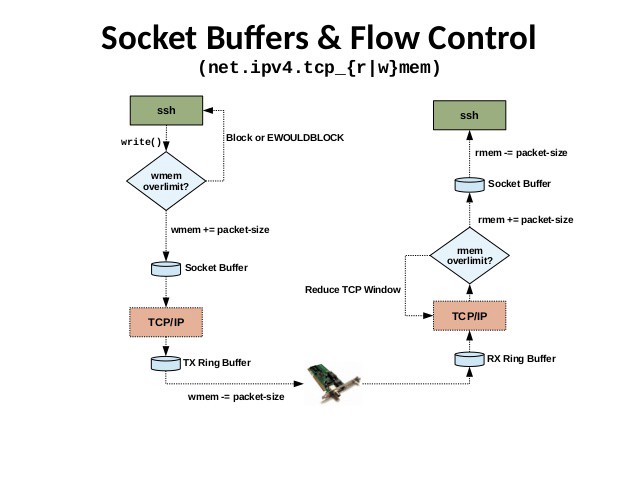 Socket Buffers & Flow Control
(net.ipv4.tcp_{r|w}mem)
ssh
write()
Block or EWOULDBLOCK
wmem
overlimit?
wmem += packet-size
Socket Buffer
TCP/IP
TX Ring Buffer
wmem -= packet-size
ssh
rmem -= packet-size
Socket Buffer
rmem += packet-size
rmem
overlimit?
Reduce TCP Window
TCP/IP
RX Ring Buffer